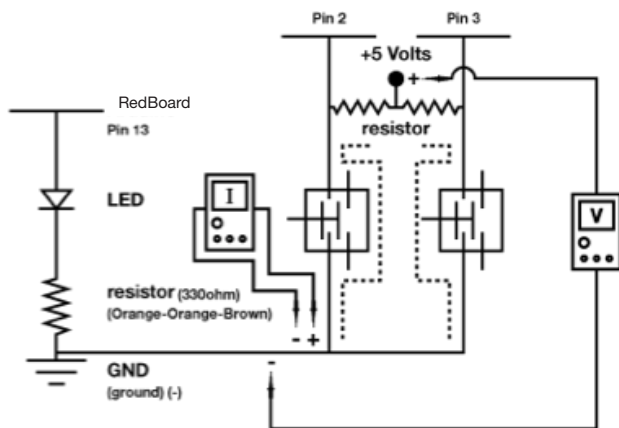 Pin 2
Pin 3
+5 Volts
+
resistor
RedBoard
Pin 13
LED
I
V
resistor (330ohm)
(Orange-Orange-Brown)
- +
GND
(ground) (-)
-